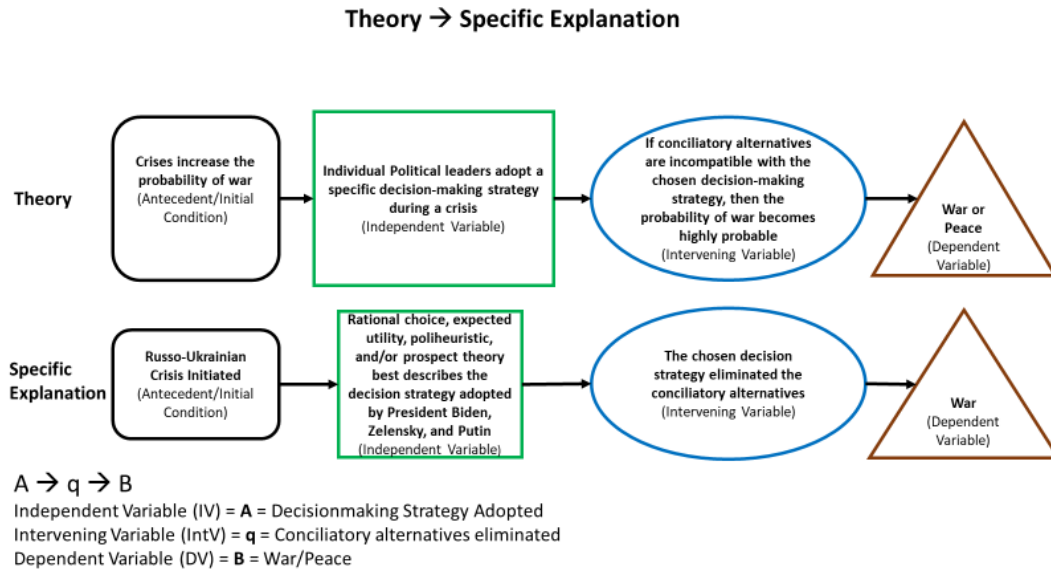 Theory → Specific Explanation
Theory
Crises increase the
probability of war
(Antecedent/Initial
Condition)
Individual Political leaders adopt a
specific decision-making strategy
during a crisis
(Independent Variable)
If
conciliatory alternatives
are incompatible with the
chosen decision-making
strategy, then the
probability of war becomes
highly probable
(Intervening Variable)
War or
Peace
(Dependent
Variable)
Specific
Explanation
Russo-Ukrainian
Crisis Initiated
(Antecedent/Initial
Condition)
Rational choice, expected
utility, poliheuristic,
and/or prospect theory
best describes the
decision strategy adopted
by President Biden,
Zelensky, and Putin
(Independent Variable)
The chosen decision
strategy eliminated the
conciliatory alternatives
(Intervening Variable)
War
(Dependent
Variable)
A → q → B
Independent Variable (IV) = A = Decisionmaking Strategy Adopted
Intervening Variable (IntV) = q = Conciliatory alternatives eliminated
Dependent Variable (DV) = B = War/Peace